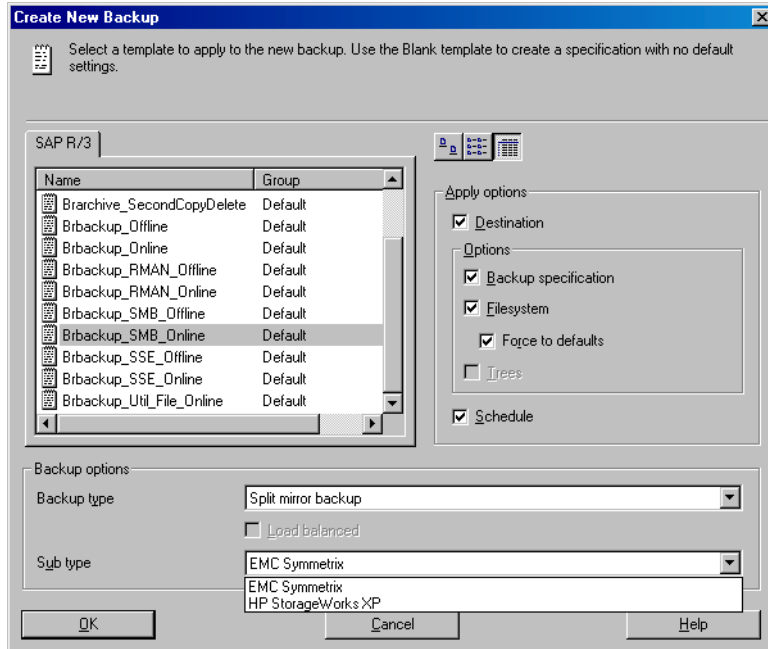 Create New Backup
Select a template to apply to the new backup. Use the Blank template to create a specification with no default
settings.
SAP R/3
Name Group
Brarchive_SecondCopyDelete Default
Brbackup_Offline Default
Brbackup_Online Default
Brbackup_RMAN_Offline Default
Brbackup_RMAN_Online Default
Brbackup_SMB_Offline Default
Brbackup_SMB_Online Default
Brbackup_SSE_Offline Default
Brbackup_SSE_Online Default
Brbackup_Util_File_Online Default
Apply options
Destination
Options
Backup specification
Filesystem
Force to defaults
Trees
Schedule
Backup options
Backup type Split mirror backup
Load balanced
Sub type EMC Symmetrix
EMC Symmetrix
HP StorageWorks XP
OK Cancel Help